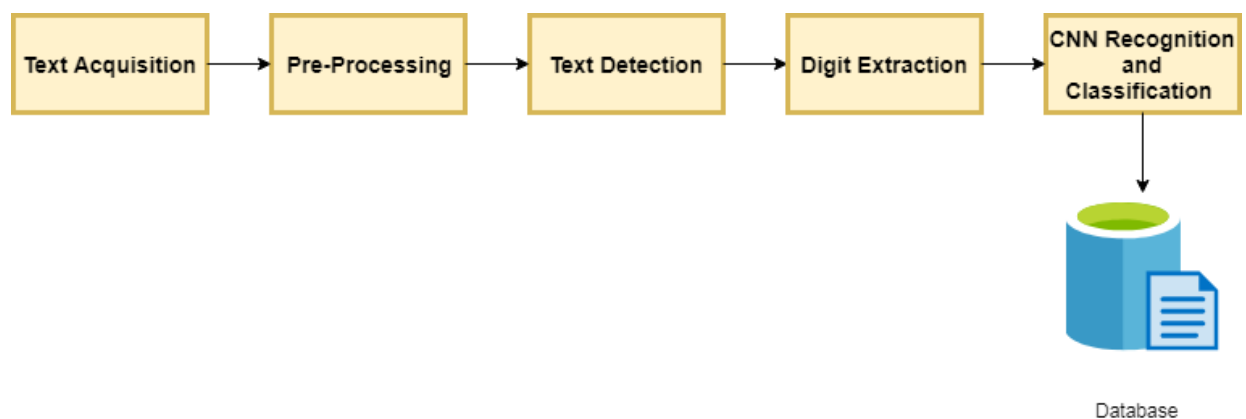 Text Acquisition
Pre-Processing
Text Detection
Digit Extraction
CNN Recognition
and
Classification
Database